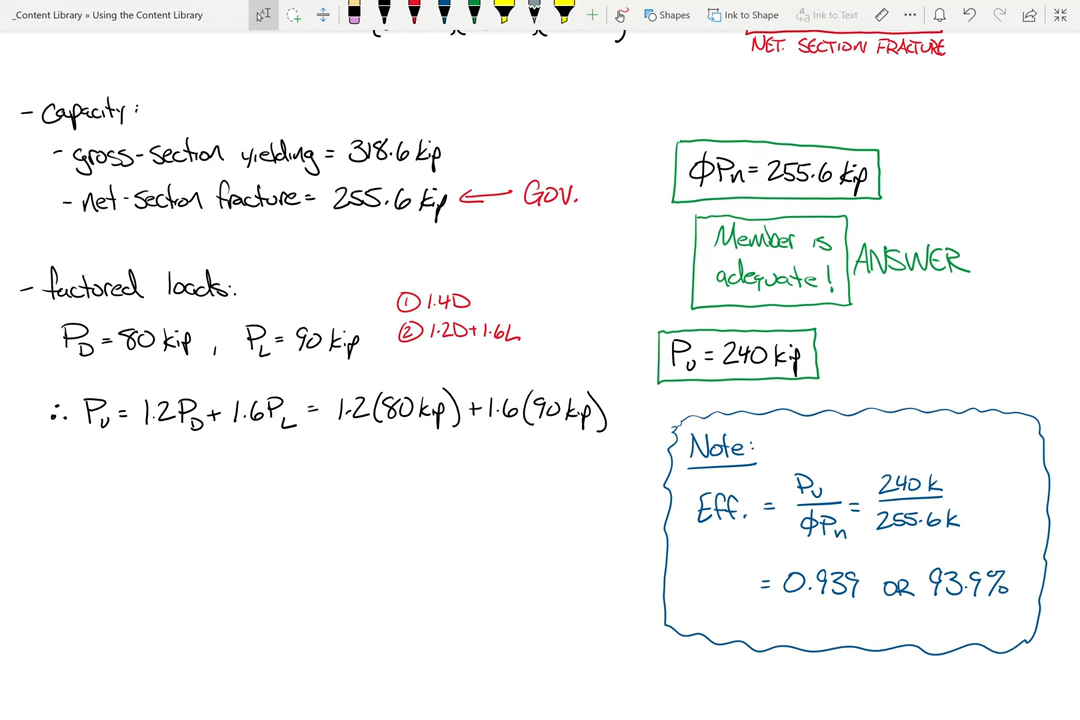 _Content Library » Using the Content Library
Shapes
Ink to Shape
Ink to Text
NET SECTION FRACTURE
- Capacity:
- gross-section yielding = 318.6 kip
- net-section fracture = 255.6 kip ← GOV.
ΦPn = 255.6 kip
Member is
adequate!
ANSWER
- factored loads:
PD = 80 kip , PL = 90 kip
① 1.4D
② 1.2D + 1.6L
Pu = 240 kip
∴ Pu = 1.2PD + 1.6PL = 1.2(80 kip) + 1.6(90 kip)
Note:
Eff. = Pu / ΦPn = 240 k / 255.6 k
= 0.939 OR 93.9%